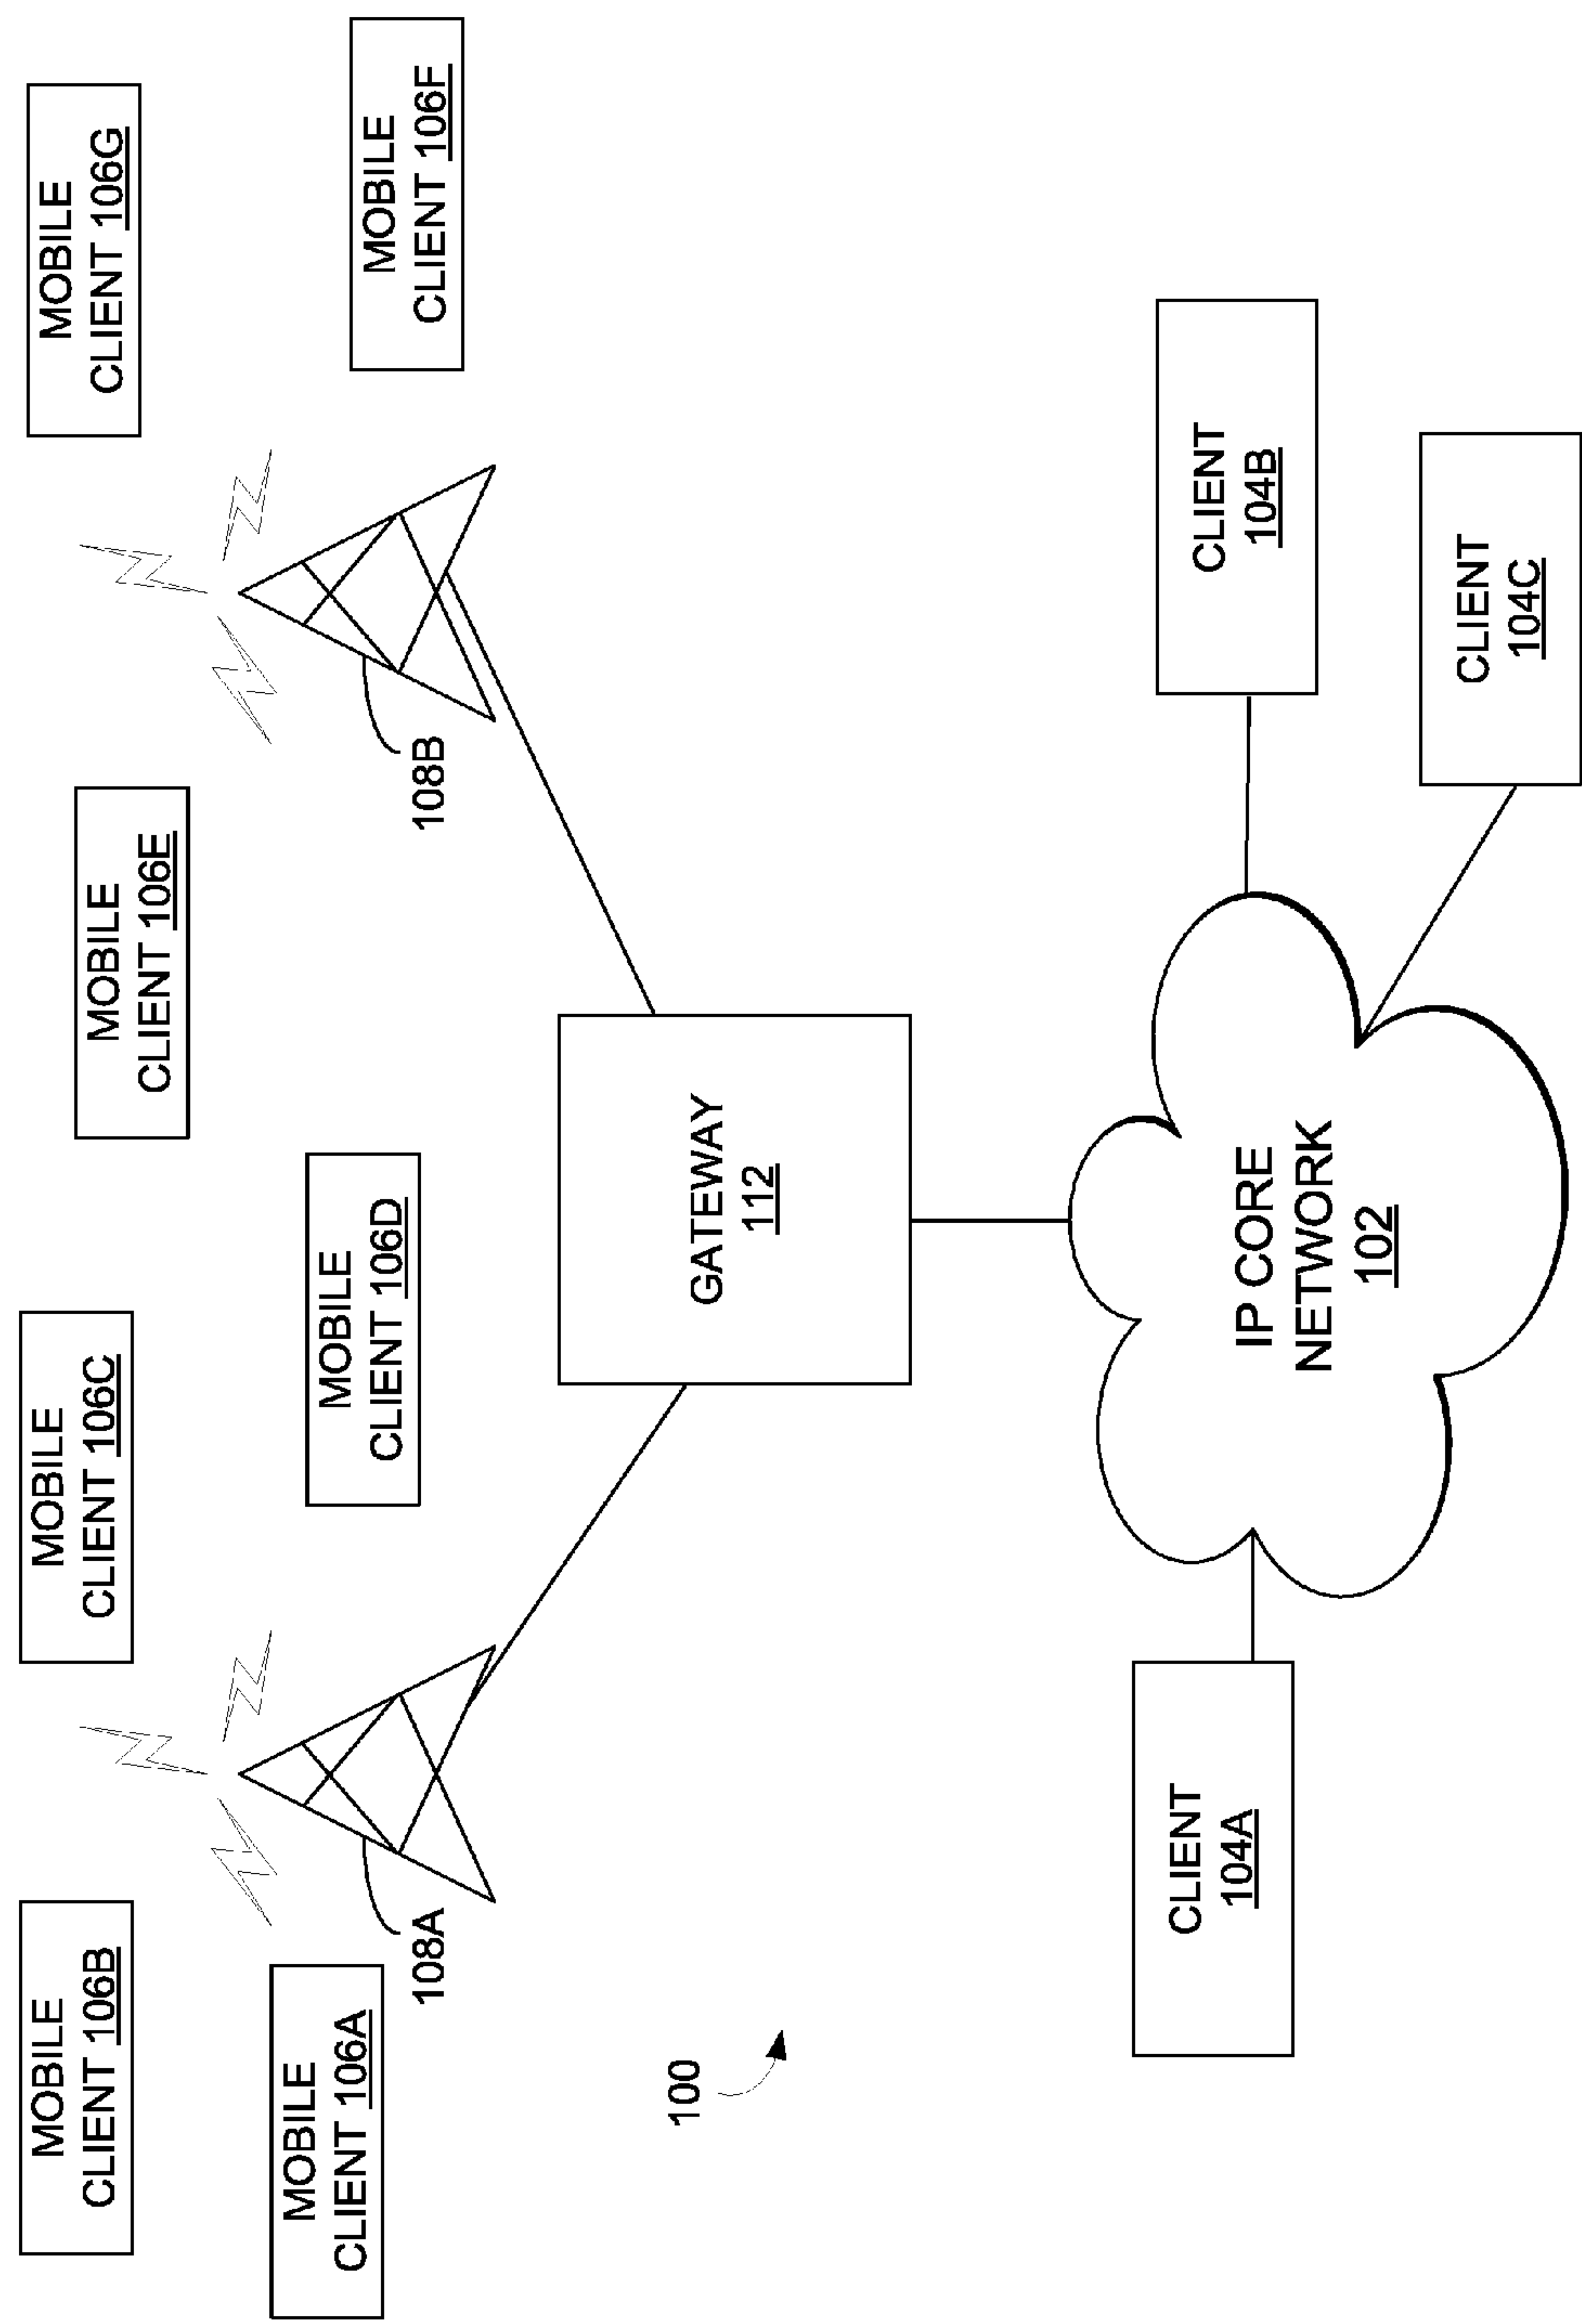 MOBILE
CLIENT 106B
MOBILE
CLIENT 106C
MOBILE
CLIENT 106E
MOBILE
CLIENT 106G
MOBILE
CLIENT 106A
MOBILE
CLIENT 106D
MOBILE
CLIENT 106F
108A
108B
100
GATEWAY
112
CLIENT
104A
IP CORE
NETWORK
102
CLIENT
104B
CLIENT
104C